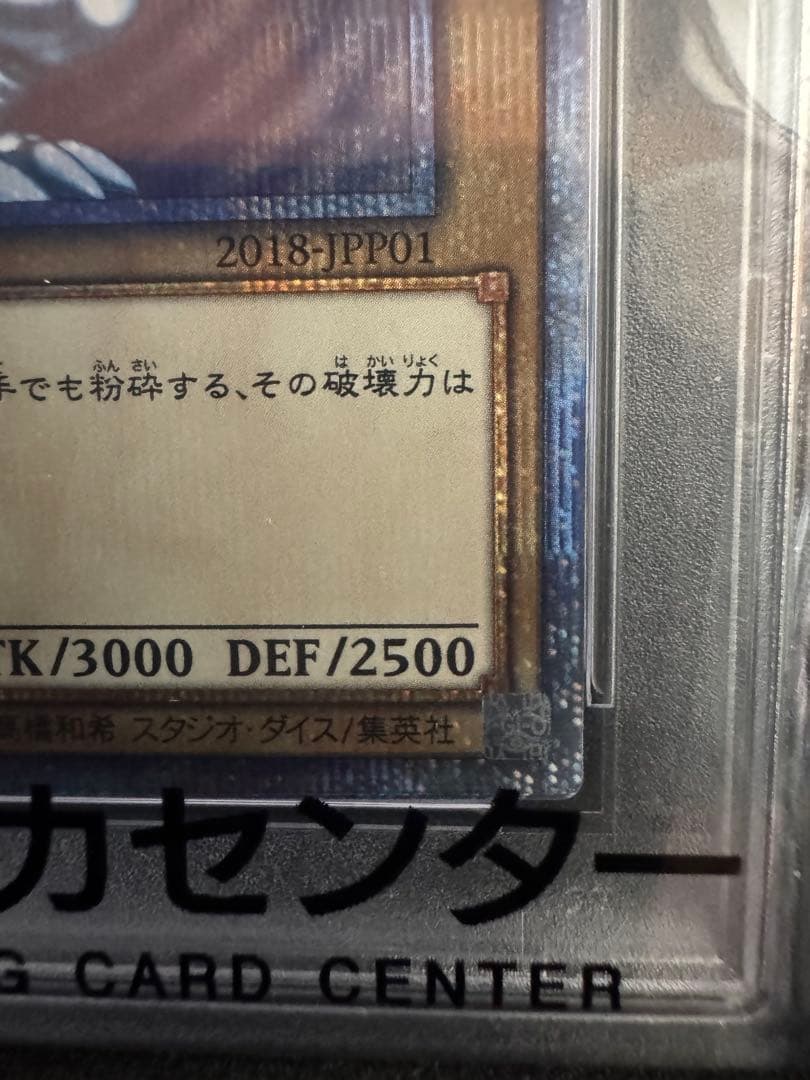 2018-JPP01
手でも粉砕する、その破壊力は
ふん さい は かい りょく
TK/3000 DEF/2500
髙橋和希 スタジオ・ダイス/集英社
カセンター
G CARD CENTER